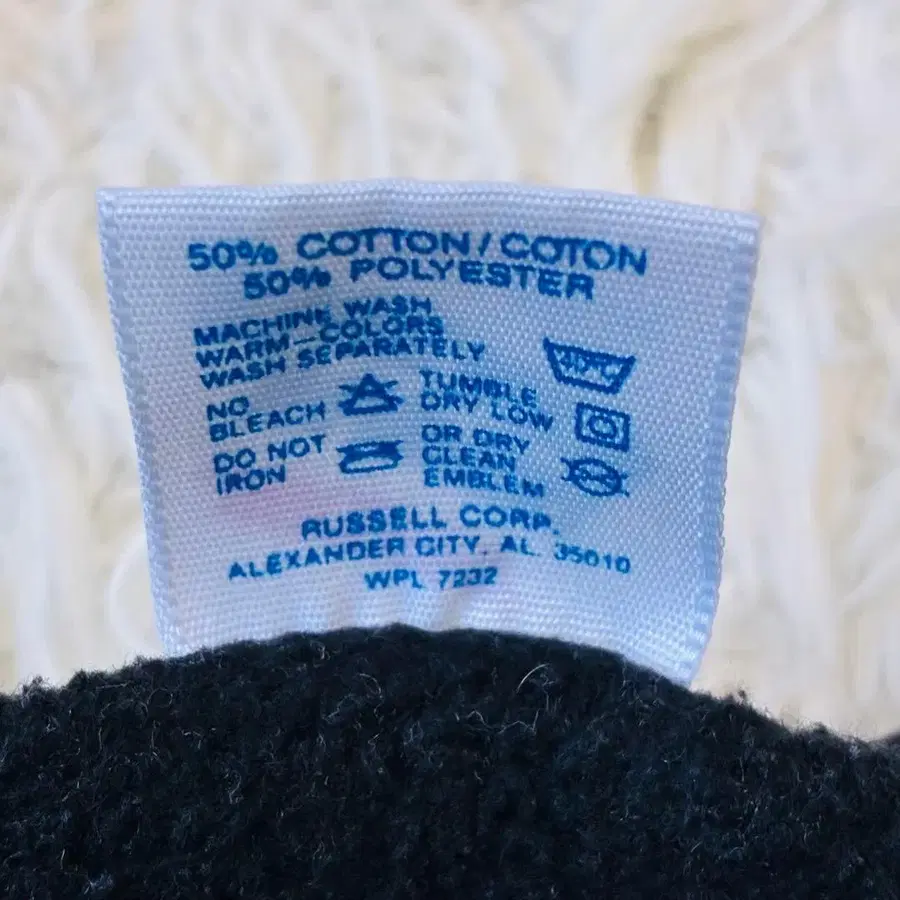 50% COTTON/COTON
50% POLYESTER
MACHINE WASH
WARM—COLORS
WASH SEPARATELY
40°C
NO
BLEACH
TUMBLE
DRY LOW
DO NOT
IRON
OR DRY
CLEAN
EMBLEM
RUSSELL CORP.
ALEXANDER CITY, AL. 35010
WPL 7232